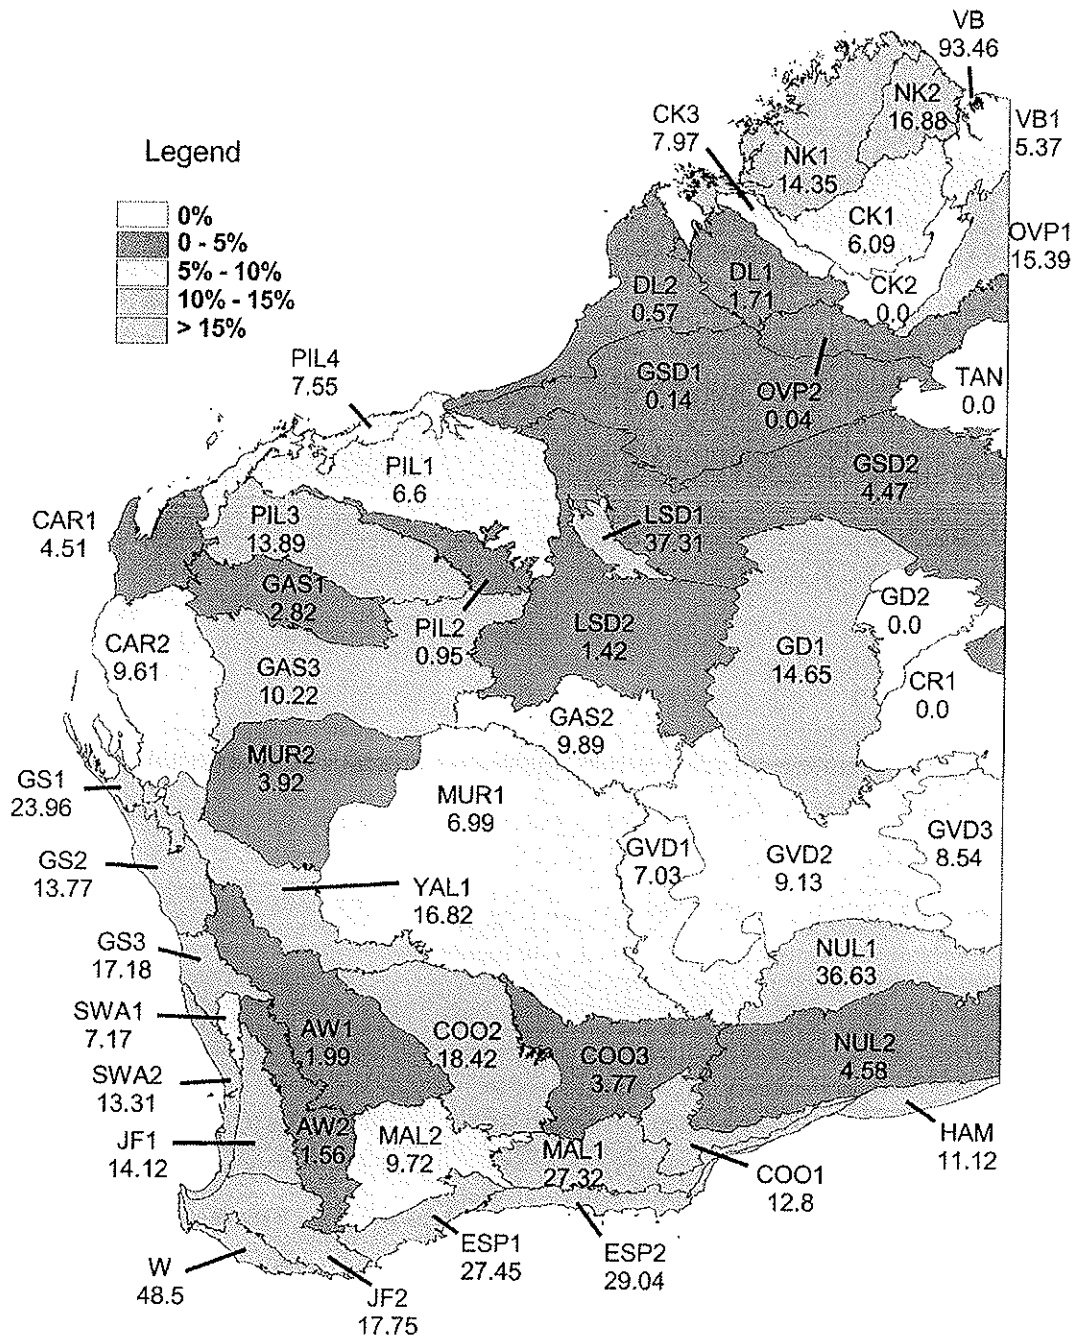 VB
93.46
NK2
16.88
CK3
7.97
VB1
5.37
Legend
NK1
14.35
0%
0 - 5%
5% - 10%
10% - 15%
> 15%
CK1
6.09
OVP1
15.39
DL1
1.71
DL2
0.57
CK2
0.0
PIL4
7.55
GSD1
0.14
OVP2
0.04
TAN
0.0
PIL1
6.6
GSD2
4.47
CAR1
4.51
PIL3
13.89
LSD1
37.31
GAS1
2.82
GD2
0.0
PIL2
0.95
LSD2
1.42
CAR2
9.61
GAS3
10.22
GD1
14.65
CR1
0.0
GAS2
9.89
MUR2
3.92
GS1
23.96
MUR1
6.99
GVD3
8.54
GVD1
7.03
GVD2
9.13
GS2
13.77
YAL1
16.82
GS3
17.18
NUL1
36.63
SWA1
7.17
AW1
1.99
COO2
18.42
COO3
3.77
NUL2
4.58
SWA2
13.31
JF1
14.12
AW2
1.56
MAL2
9.72
MAL1
27.32
HAM
11.12
COO1
12.8
W
48.5
ESP1
27.45
ESP2
29.04
JF2
17.75